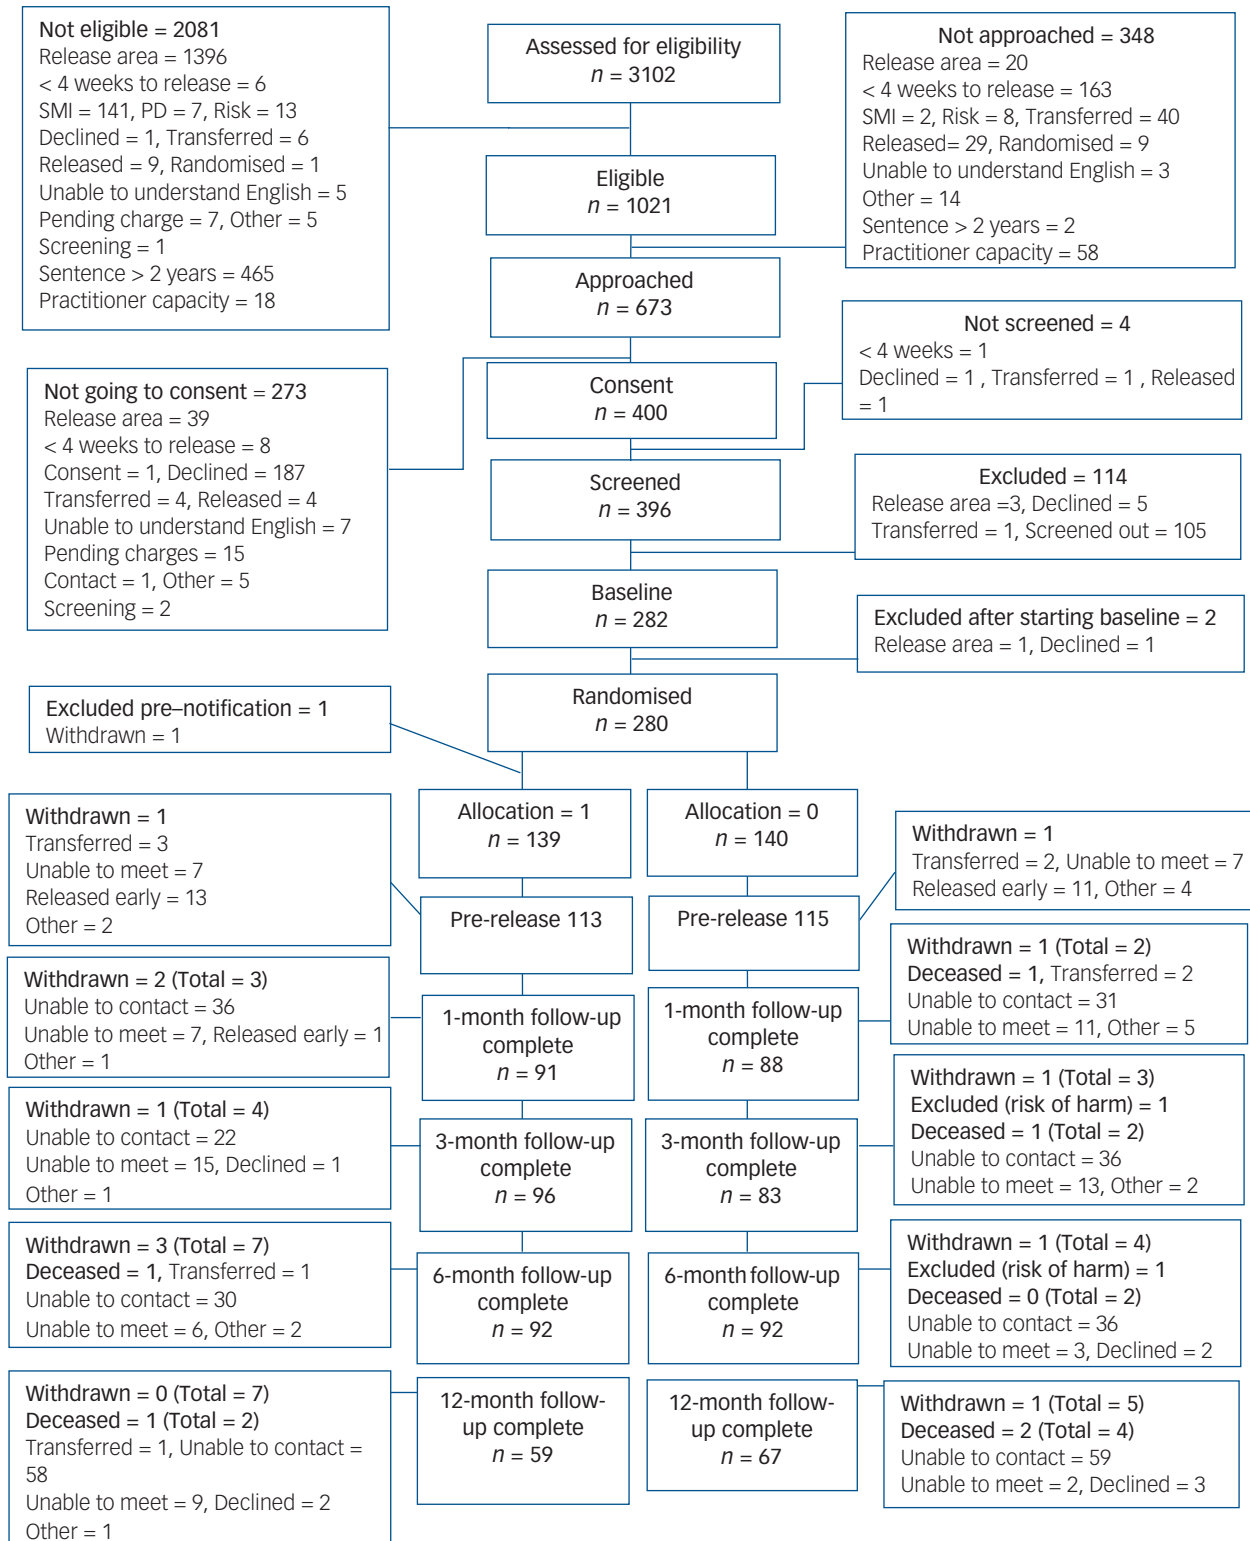 Not eligible = 2081
Release area = 1396
< 4 weeks to release = 6
SMI = 141, PD = 7, Risk = 13
Declined = 1, Transferred = 6
Released = 9, Randomised = 1
Unable to understand English = 5
Pending charge = 7, Other = 5
Screening = 1
Sentence > 2 years = 465
Practitioner capacity = 18
Assessed for eligibility
n = 3102
Not approached = 348
Release area = 20
< 4 weeks to release = 163
SMI = 2, Risk = 8, Transferred = 40
Released= 29, Randomised = 9
Unable to understand English = 3
Other = 14
Sentence > 2 years = 2
Practitioner capacity = 58
Eligible
n = 1021
Approached
n = 673
Not screened = 4
< 4 weeks = 1
Declined = 1 , Transferred = 1 , Released
= 1
Not going to consent = 273
Release area = 39
< 4 weeks to release = 8
Consent = 1, Declined = 187
Transferred = 4, Released = 4
Unable to understand English = 7
Pending charges = 15
Contact = 1, Other = 5
Screening = 2
Consent
n = 400
Screened
n = 396
Excluded = 114
Release area =3, Declined = 5
Transferred = 1, Screened out = 105
Baseline
n = 282
Excluded after starting baseline = 2
Release area = 1, Declined = 1
Randomised
n = 280
Excluded pre–notification = 1
Withdrawn = 1
Allocation = 1
n = 139
Allocation = 0
n = 140
Withdrawn = 1
Transferred = 3
Unable to meet = 7
Released early = 13
Other = 2
Pre-release 113
Pre-release 115
Withdrawn = 1
Transferred = 2, Unable to meet = 7
Released early = 11, Other = 4
Withdrawn = 2 (Total = 3)
Unable to contact = 36
Unable to meet = 7, Released early = 1
Other = 1
1-month follow-up
complete
n = 91
1-month follow-up
complete
n = 88
Withdrawn = 1 (Total = 2)
Deceased = 1, Transferred = 2
Unable to contact = 31
Unable to meet = 11, Other = 5
Withdrawn = 1 (Total = 4)
Unable to contact = 22
Unable to meet = 15, Declined = 1
Other = 1
3-month follow-up
complete
n = 96
3-month follow-up
complete
n = 83
Withdrawn = 1 (Total = 3)
Excluded (risk of harm) = 1
Deceased = 1 (Total = 2)
Unable to contact = 36
Unable to meet = 13, Other = 2
Withdrawn = 3 (Total = 7)
Deceased = 1, Transferred = 1
Unable to contact = 30
Unable to meet = 6, Other = 2
6-month follow-up
complete
n = 92
6-month follow-up
complete
n = 92
Withdrawn = 1 (Total = 4)
Excluded (risk of harm) = 1
Deceased = 0 (Total = 2)
Unable to contact = 36
Unable to meet = 3, Declined = 2
Withdrawn = 0 (Total = 7)
Deceased = 1 (Total = 2)
Transferred = 1, Unable to contact =
58
Unable to meet = 9, Declined = 2
Other = 1
12-month follow-
up complete
n = 59
12-month follow-
up complete
n = 67
Withdrawn = 1 (Total = 5)
Deceased = 2 (Total = 4)
Unable to contact = 59
Unable to meet = 2, Declined = 3